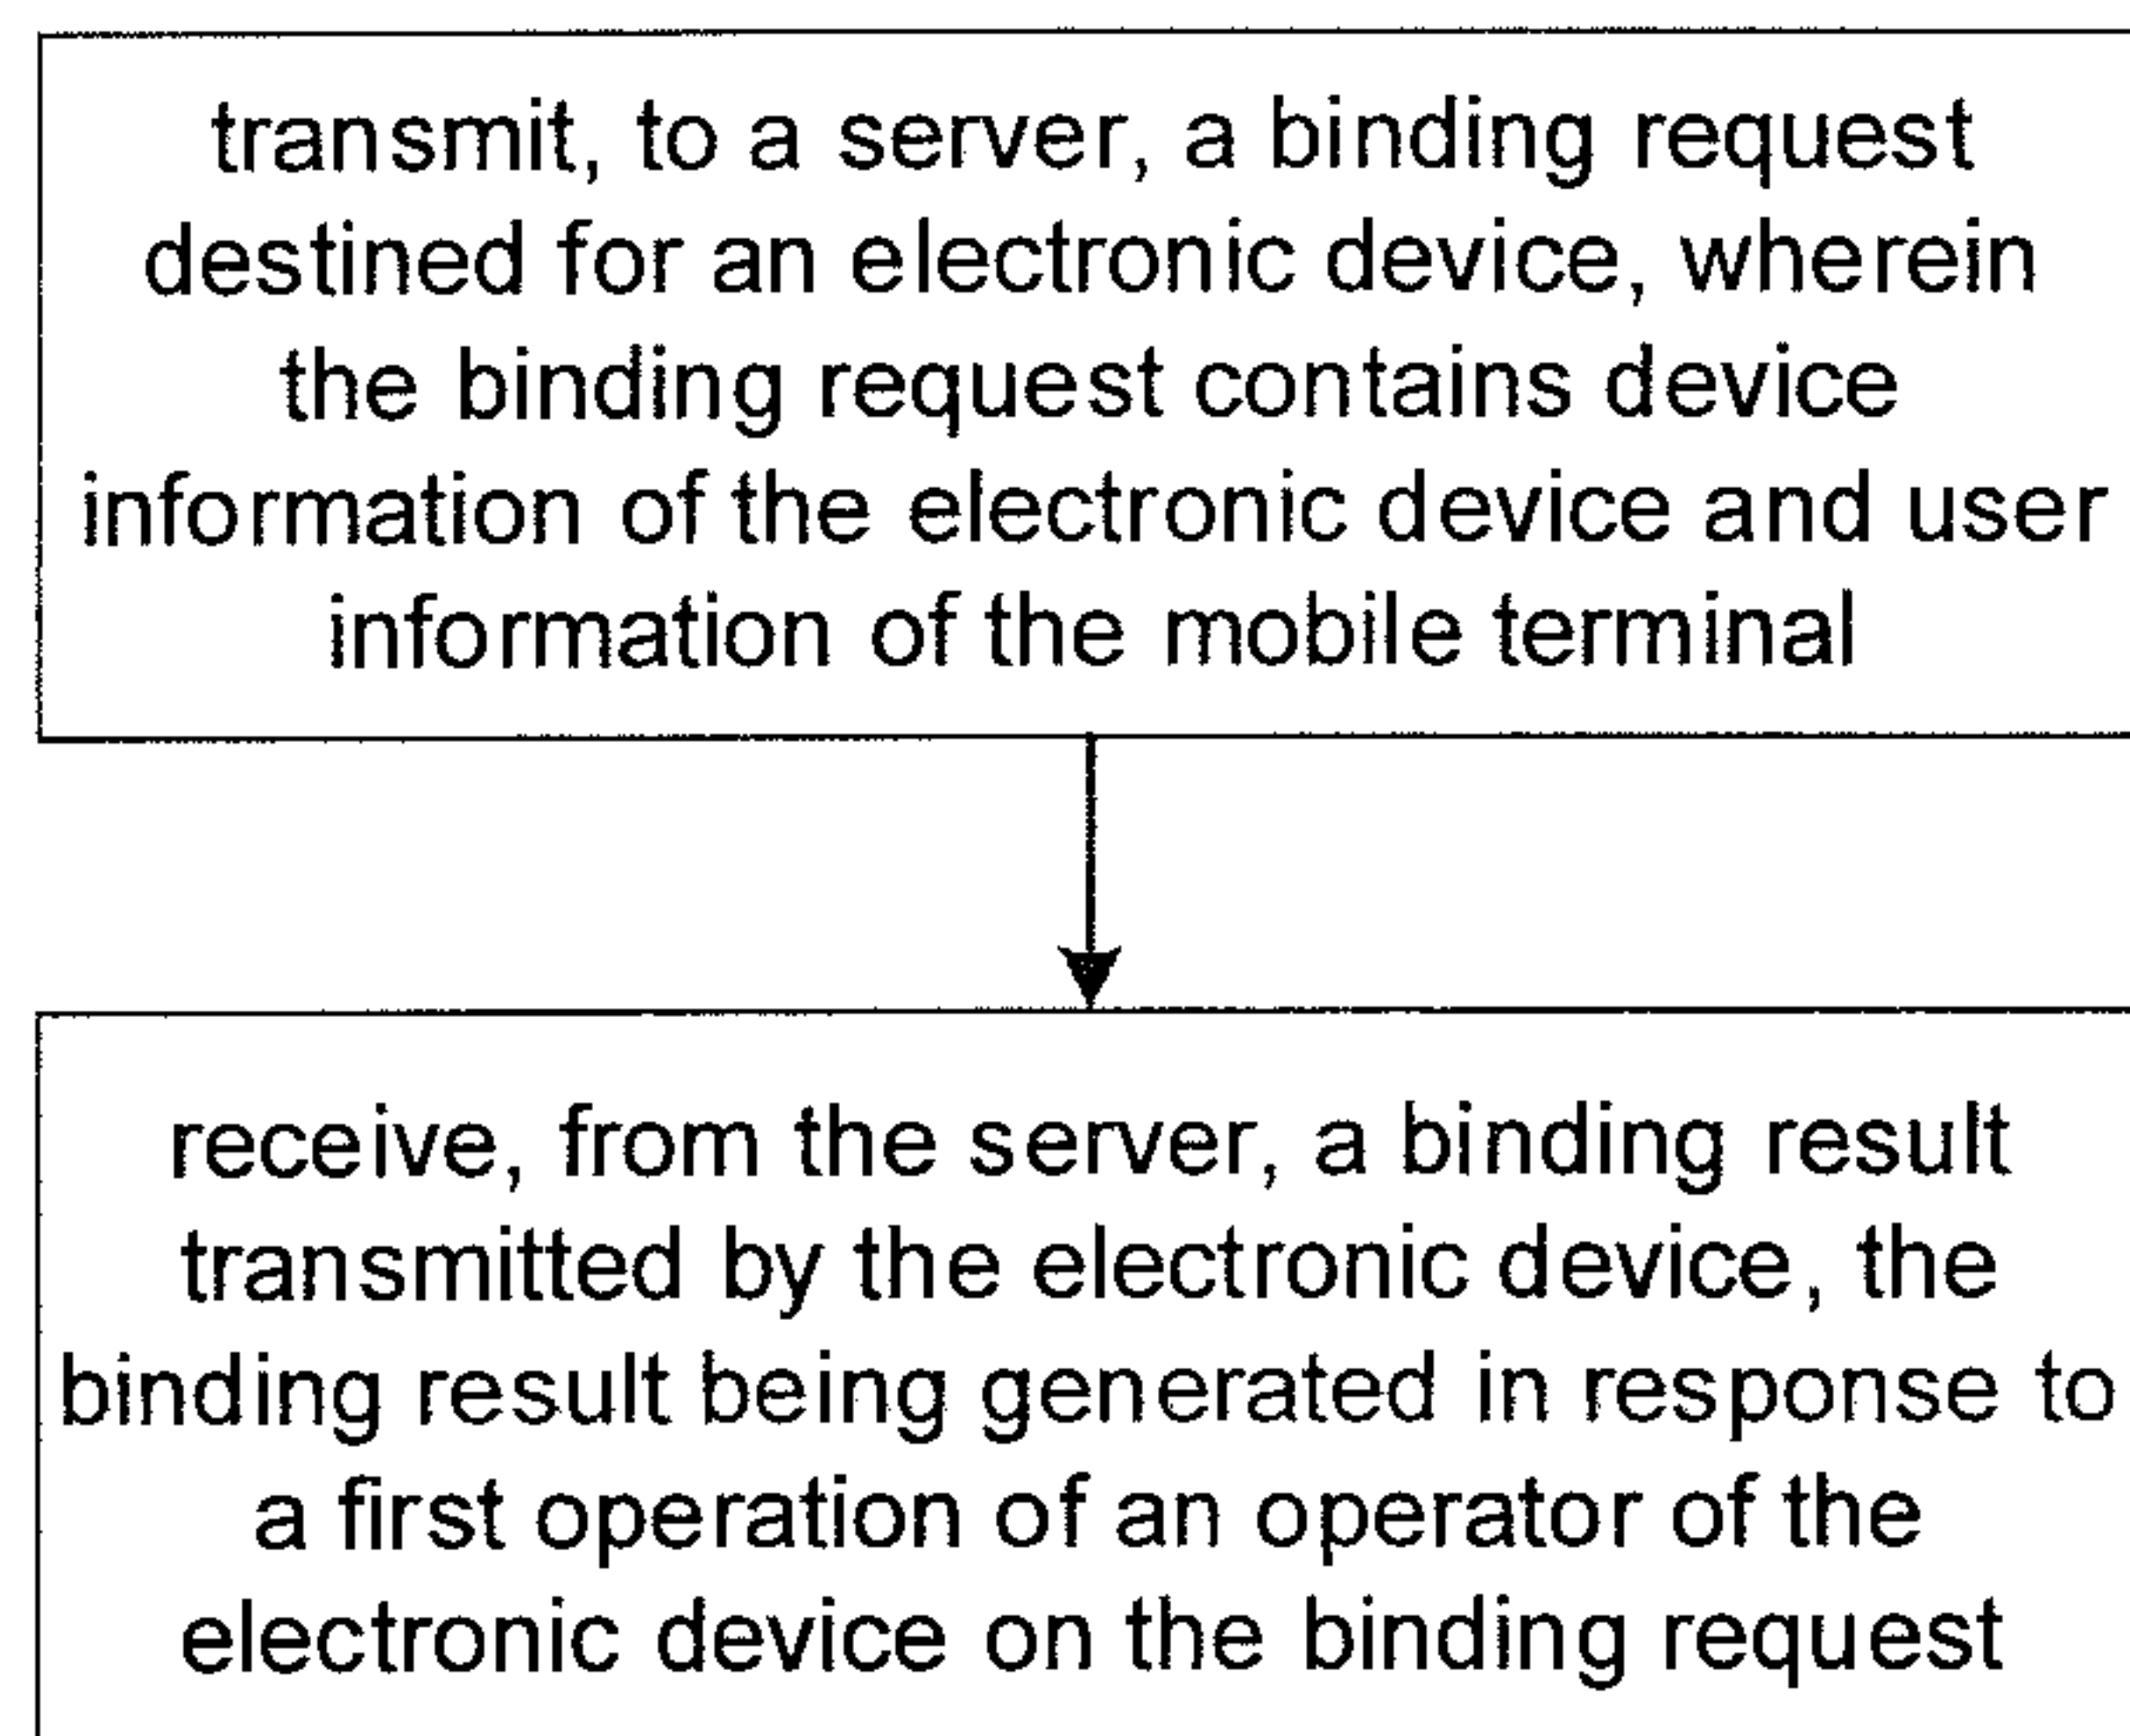 transmit, to a server, a binding request
destined for an electronic device, wherein
the binding request contains device
information of the electronic device and user
information of the mobile terminal
receive, from the server, a binding result
transmitted by the electronic device, the
binding result being generated in response to
a first operation of an operator of the
electronic device on the binding request